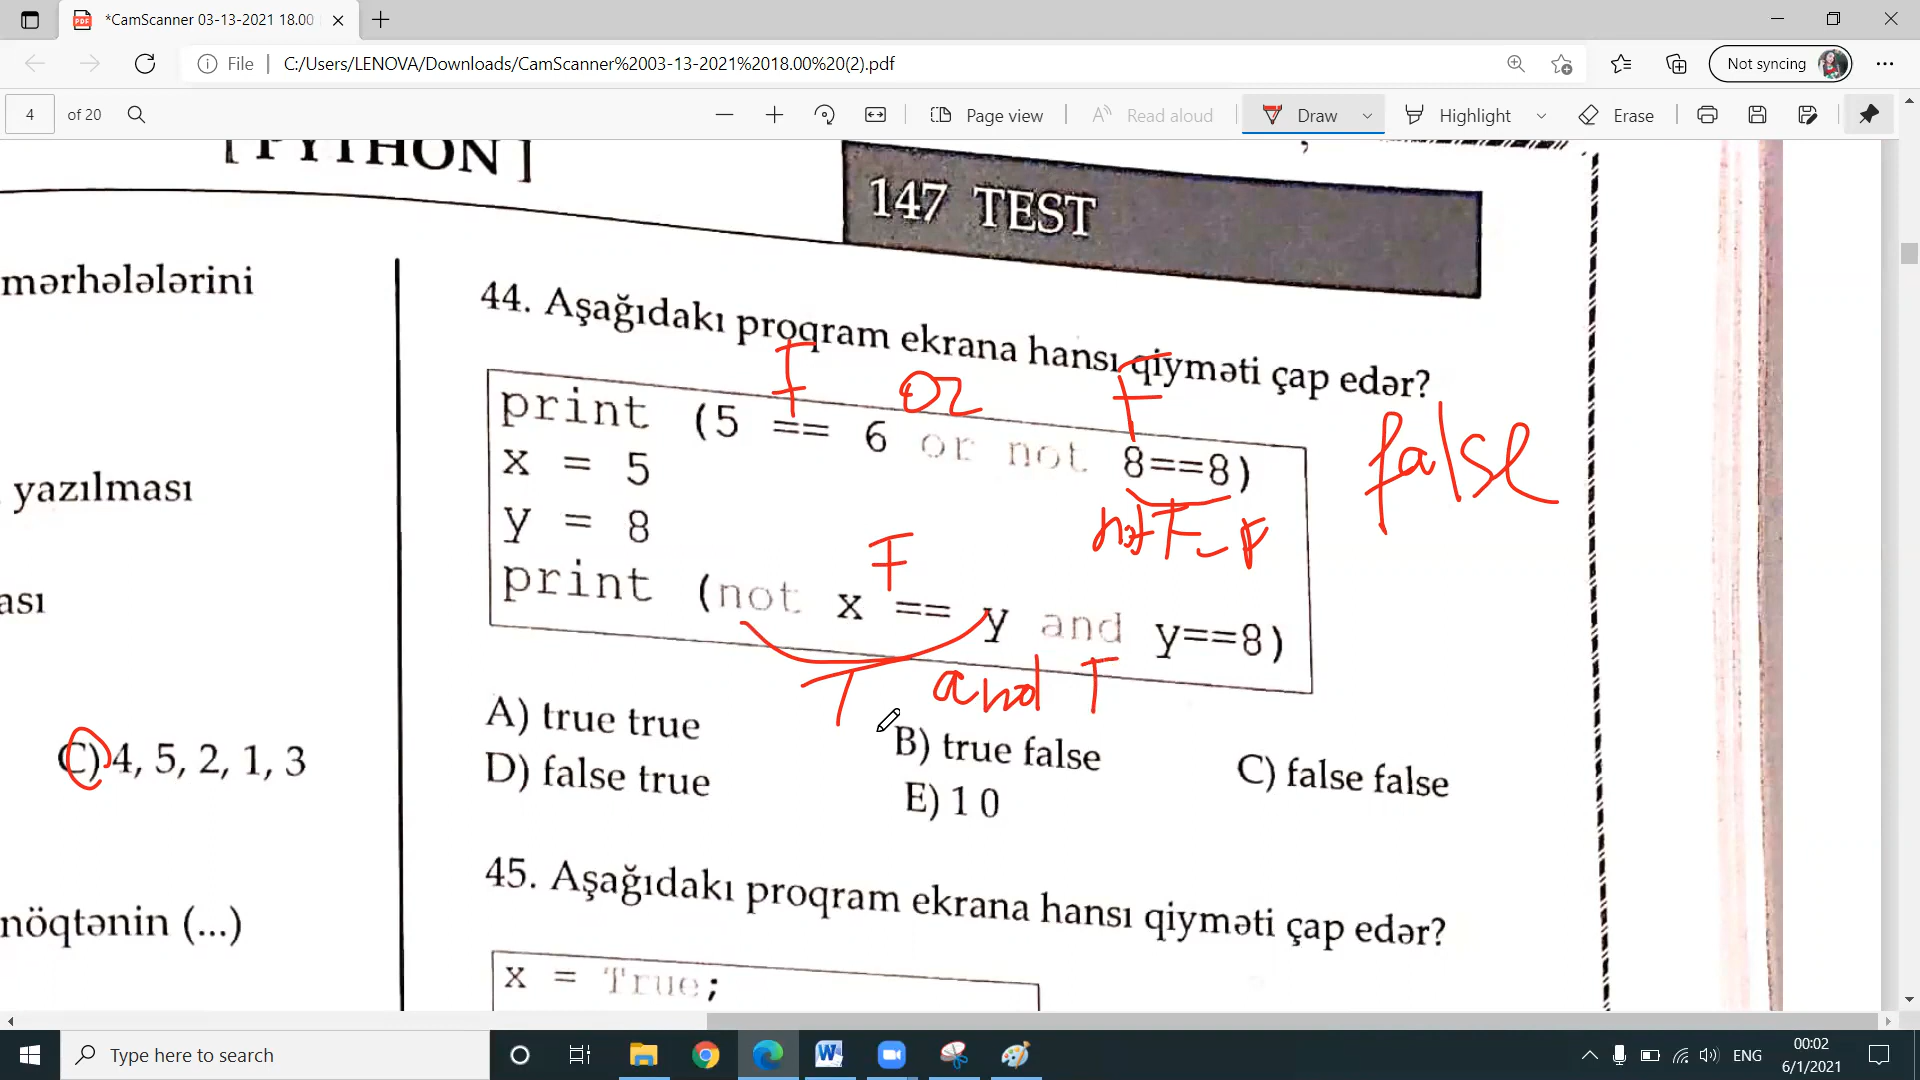 *CamScanner 03-13-2021 18.00
File
C:/Users/LENOVA/Downloads/CamScanner%2003-13-2021%2018.00%20(2).pdf
Not syncing
4 of 20
Page view
Read aloud
Draw
Highlight
Erase
[ PYTHON ]
147 TEST
mərhələlərini
yazılması
ası
C) 4, 5, 2, 1, 3
nöqtənin (...)
44. Aşağıdakı proqram ekrana hansı qiyməti çap edər?
F or F
print (5 == 6 or not 8==8)
false
x = 5
y = 8
not T - F
F
print (not x == y and y==8)
T and T
A) true true
B) true false
C) false false
D) false true
E) 1 0
45. Aşağıdakı proqram ekrana hansı qiyməti çap edər?
x = True;
Type here to search
ENG
00:02
6/1/2021